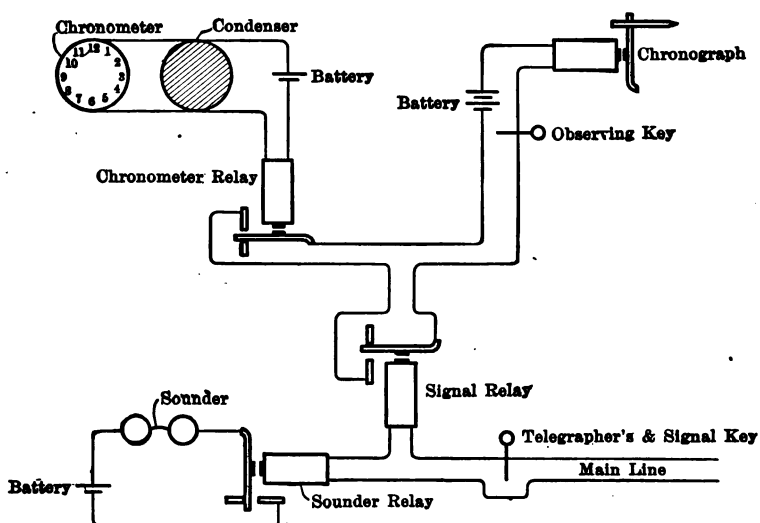 Chronometer
Condenser
11 12 1
10 2
9 3
8 4
7 6 5
Battery
Chronograph
Battery
Observing Key
Chronometer Relay
Signal Relay
Sounder
Telegrapher's & Signal Key
Main Line
Battery
Sounder Relay